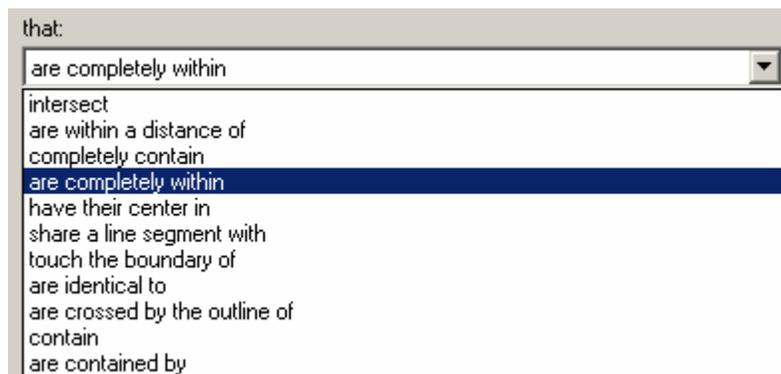 that:
are completely within
intersect
are within a distance of
completely contain
are completely within
have their center in
share a line segment with
touch the boundary of
are identical to
are crossed by the outline of
contain
are contained by